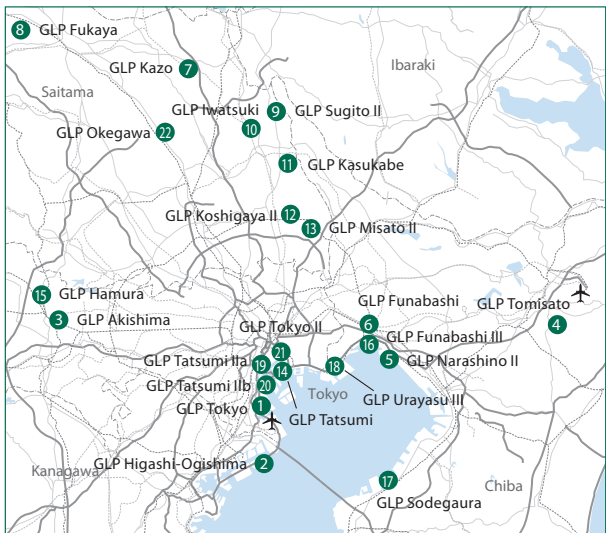 8 GLP Fukaya
Ibaraki
GLP Kazo 7
Saitama
GLP Iwatsuki 9 GLP Sugito II
10
GLP Okegawa 22
11 GLP Kasukabe
GLP Koshigaya II 12
13 GLP Misato II
15 GLP Hamura
3 GLP Akishima
GLP Funabashi GLP Tomisato
6 4
GLP Tokyo II
21 16 GLP Funabashi III
GLP Tatsumi IIa 19 5 GLP Narashino II
14 18
GLP Tatsumi IIb 20
Tokyo GLP Urayasu III
GLP Tokyo 1
GLP Tatsumi
GLP Higashi-Ogishima 2
Kanagawa
17
Chiba
GLP Sodegaura